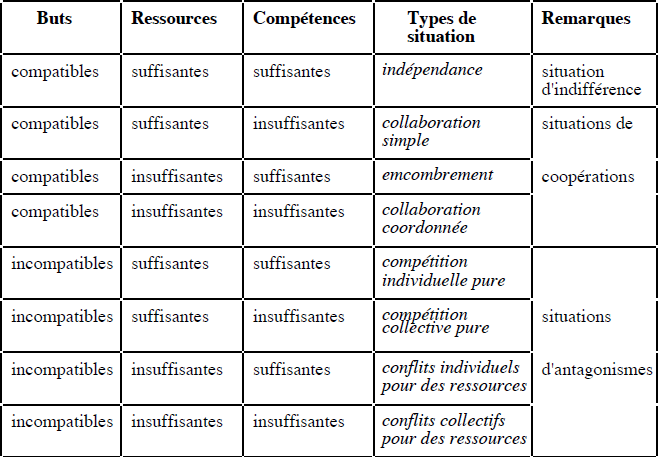 Buts Ressources Compétences Types de Remarques
situation
compatibles suffisantes suffisantes indépendance situation
d'indifférence
compatibles suffisantes insuffisantes collaboration situations de
simple
compatibles insuffisantes suffisantes emcombrement coopérations
compatibles insuffisantes insuffisantes collaboration
coordonnée
incompatibles suffisantes suffisantes compétition
individuelle pure
incompatibles suffisantes insuffisantes compétition situations
collective pure
incompatibles insuffisantes suffisantes conflits individuels d'antagonismes
pour des ressources
incompatibles insuffisantes insuffisantes conflits collectifs
pour des ressources